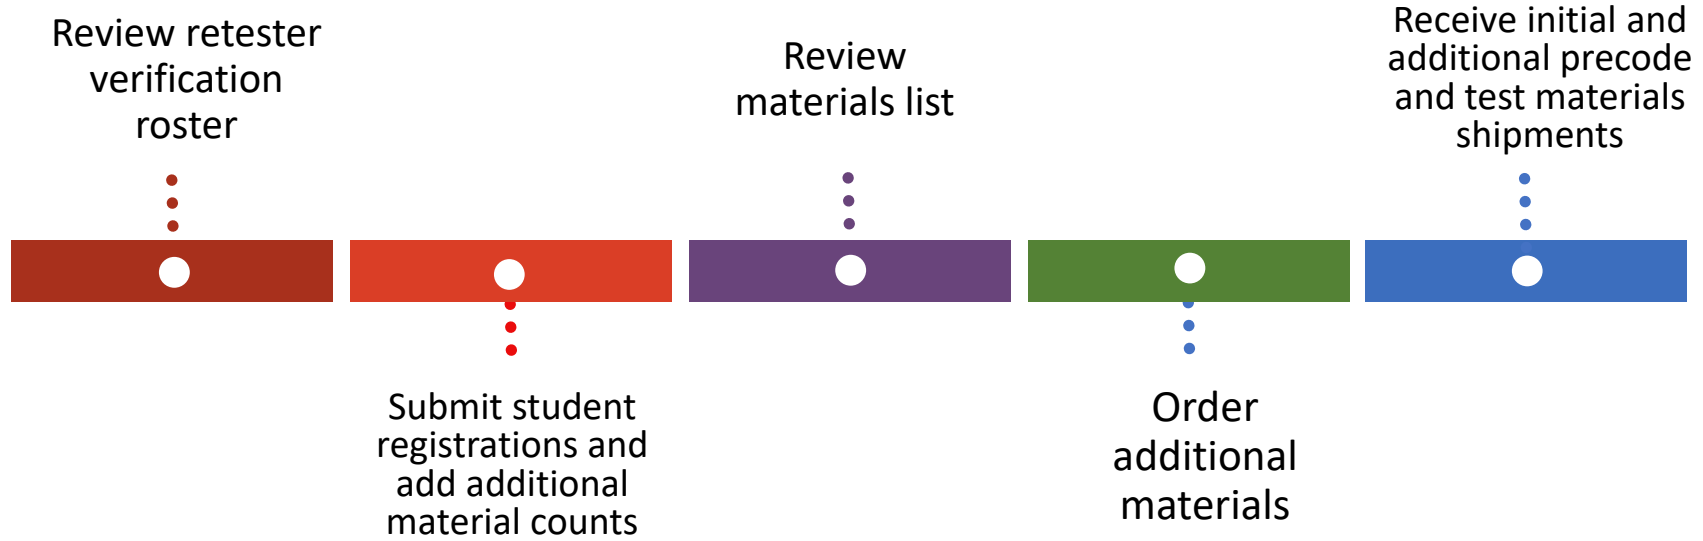 Review retester
verification
roster
Submit student
registrations and
add additional
material counts
Review
materials list
Order
additional
materials
Receive initial and
additional precode
and test materials
shipments